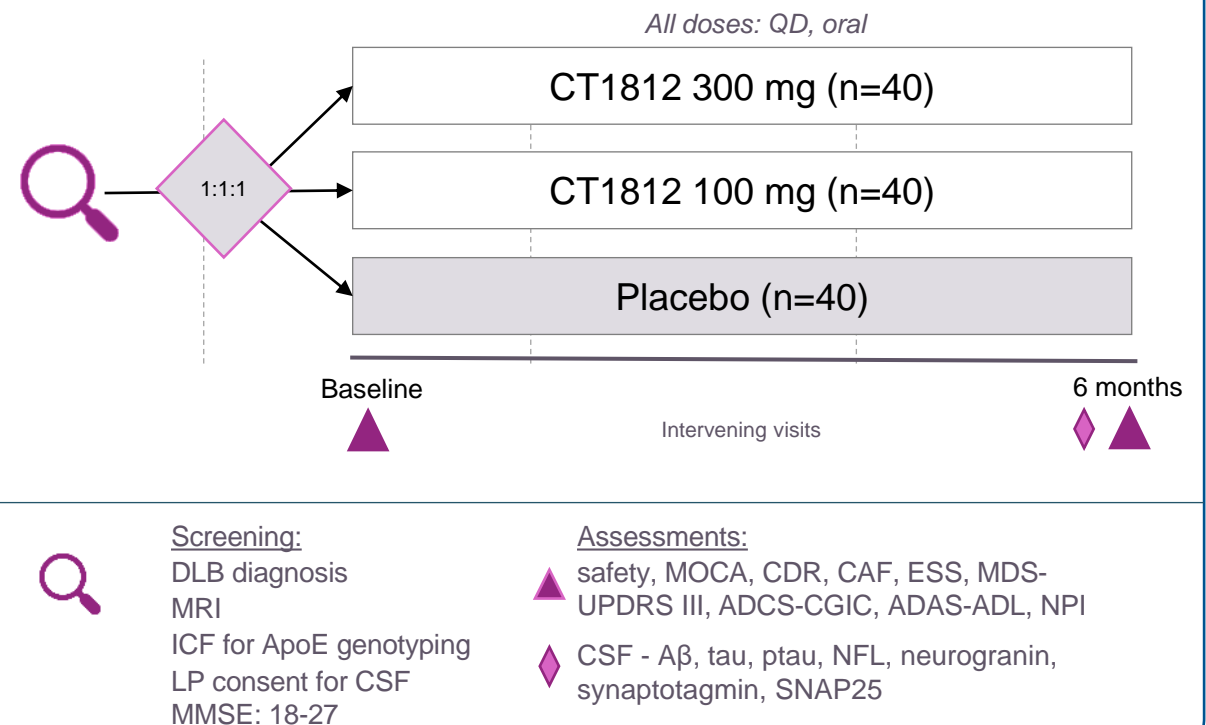 All doses: QD, oral
CT1812 300 mg (n=40)
1:1:1
CT1812 100 mg (n=40)
Placebo (n=40)
Baseline
6 months
Intervening visits
Screening:
DLB diagnosis
MRI
ICF for ApoE genotyping
LP consent for CSF
MMSE: 18-27
Assessments:
safety, MOCA, CDR, CAF, ESS, MDS-
UPDRS III, ADCS-CGIC, ADAS-ADL, NPI
CSF - Aβ, tau, ptau, NFL, neurogranin,
synaptotagmin, SNAP25